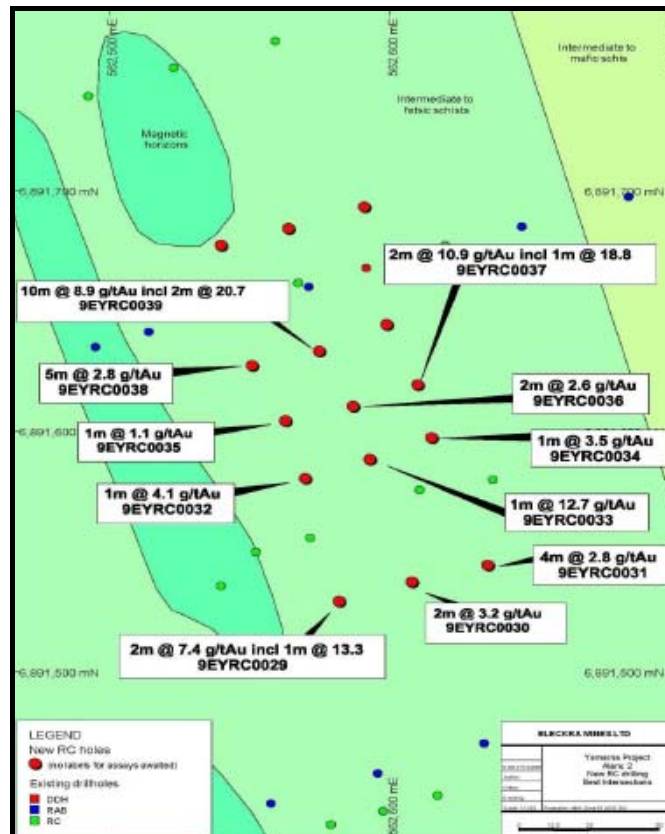 562,500 mE
562,600 mE
Intermediate to
mafic schis
Intermediate to
felsic schists
Magnetic
horizons
6,891,700 mN
6,891,700 mN
2m @ 10.9 g/tAu incl 1m @ 18.8
9EYRC0037
10m @ 8.9 g/tAu incl 2m @ 20.7
9EYRC0039
5m @ 2.8 g/tAu
9EYRC0038
2m @ 2.6 g/tAu
9EYRC0036
6,891,600 mN
1m @ 1.1 g/tAu
9EYRC0035
1m @ 3.5 g/tAu
9EYRC0034
1m @ 4.1 g/tAu
9EYRC0032
1m @ 12.7 g/tAu
9EYRC0033
4m @ 2.8 g/tAu
9EYRC0031
2m @ 3.2 g/tAu
9EYRC0030
2m @ 7.4 g/tAu incl 1m @ 13.3
9EYRC0029
6,891,500 mN
6,891,500 mN
LEGEND
New RC holes
(no labels for assays awaited)
Existing drillholes
DDH
RAB
RC
562,600 mE
ELECKRA MINES LTD
Project
2
New RC drilling
Best Intersections